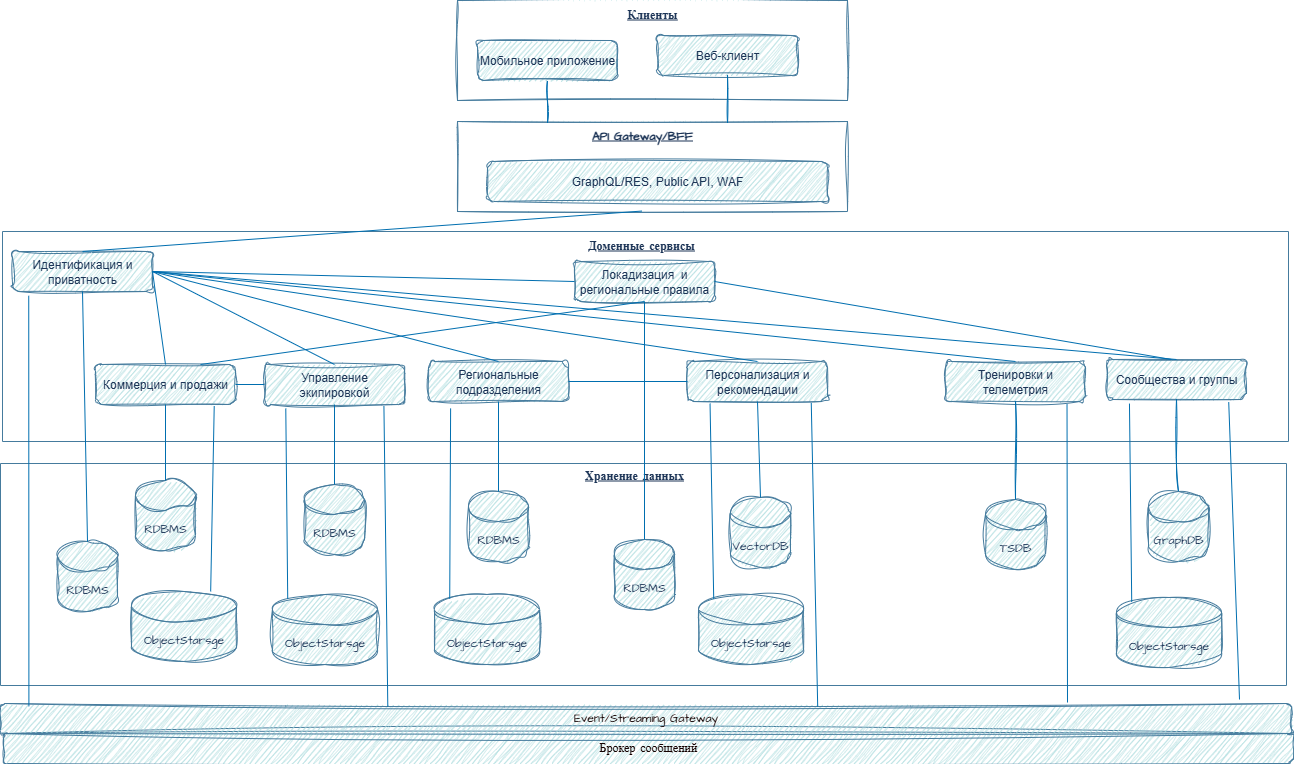 Клиенты
Мобильное приложение
Веб-клиент
API Gateway/BFF
GraphQL/RES, Public API, WAF
Доменные сервисы
Идентификация и
приватность
Локадизация и
региональные правила
Коммерция и продажи
Управление
экипировкой
Региональные
подразделения
Персонализация и
рекомендации
Тренировки и
телеметрия
Сообщества и группы
Хранение данных
RDBMS
RDBMS
RDBMS
VectorDB
TSDB
GraphDB
RDBMS
RDBMS
ObjectStarsge
ObjectStarsge
ObjectStarsge
ObjectStarsge
ObjectStarsge
Event/Streaming Gateway
Брокер сообщений